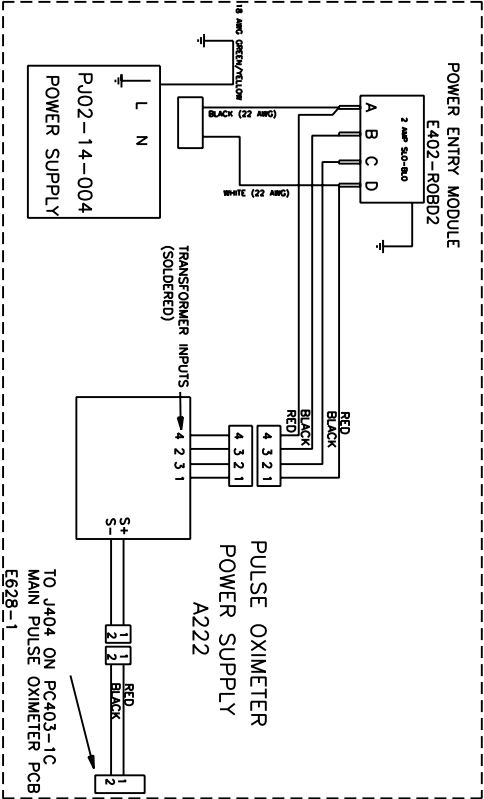 POWER ENTRY MODULE
E402-R0BD2
2 AMP SLO-BLO
A
B
C
D
18 AWG GREEN/YELLOW
BLACK (22 AWG)
WHITE (22 AWG)
L
N
PJ02-14-004
POWER SUPPLY
TRANSFORMER INPUTS
(SOLDERED)
RED
BLACK
BLACK
RED
4 3 2 1
4 3 2 1
4 2 3 1
PULSE OXIMETER
POWER SUPPLY
A222
S+
S-
1
2
1
2
RED
BLACK
1
2
TO J404 ON PC403-1C
MAIN PULSE OXIMETER PCB
E628-1